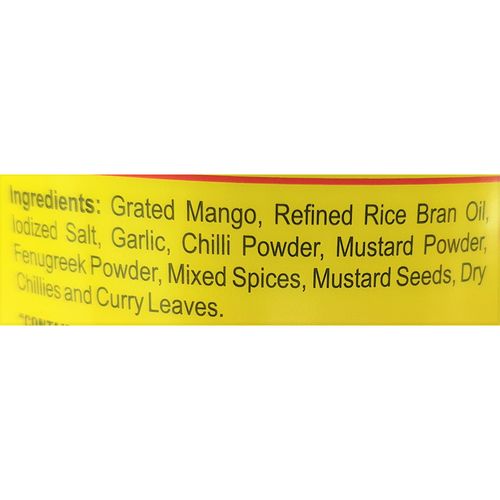 Ingredients: Grated Mango, Refined Rice Bran Oil,
Iodized Salt, Garlic, Chilli Powder, Mustard Powder,
Fenugreek Powder, Mixed Spices, Mustard Seeds, Dry
Chillies and Curry Leaves.